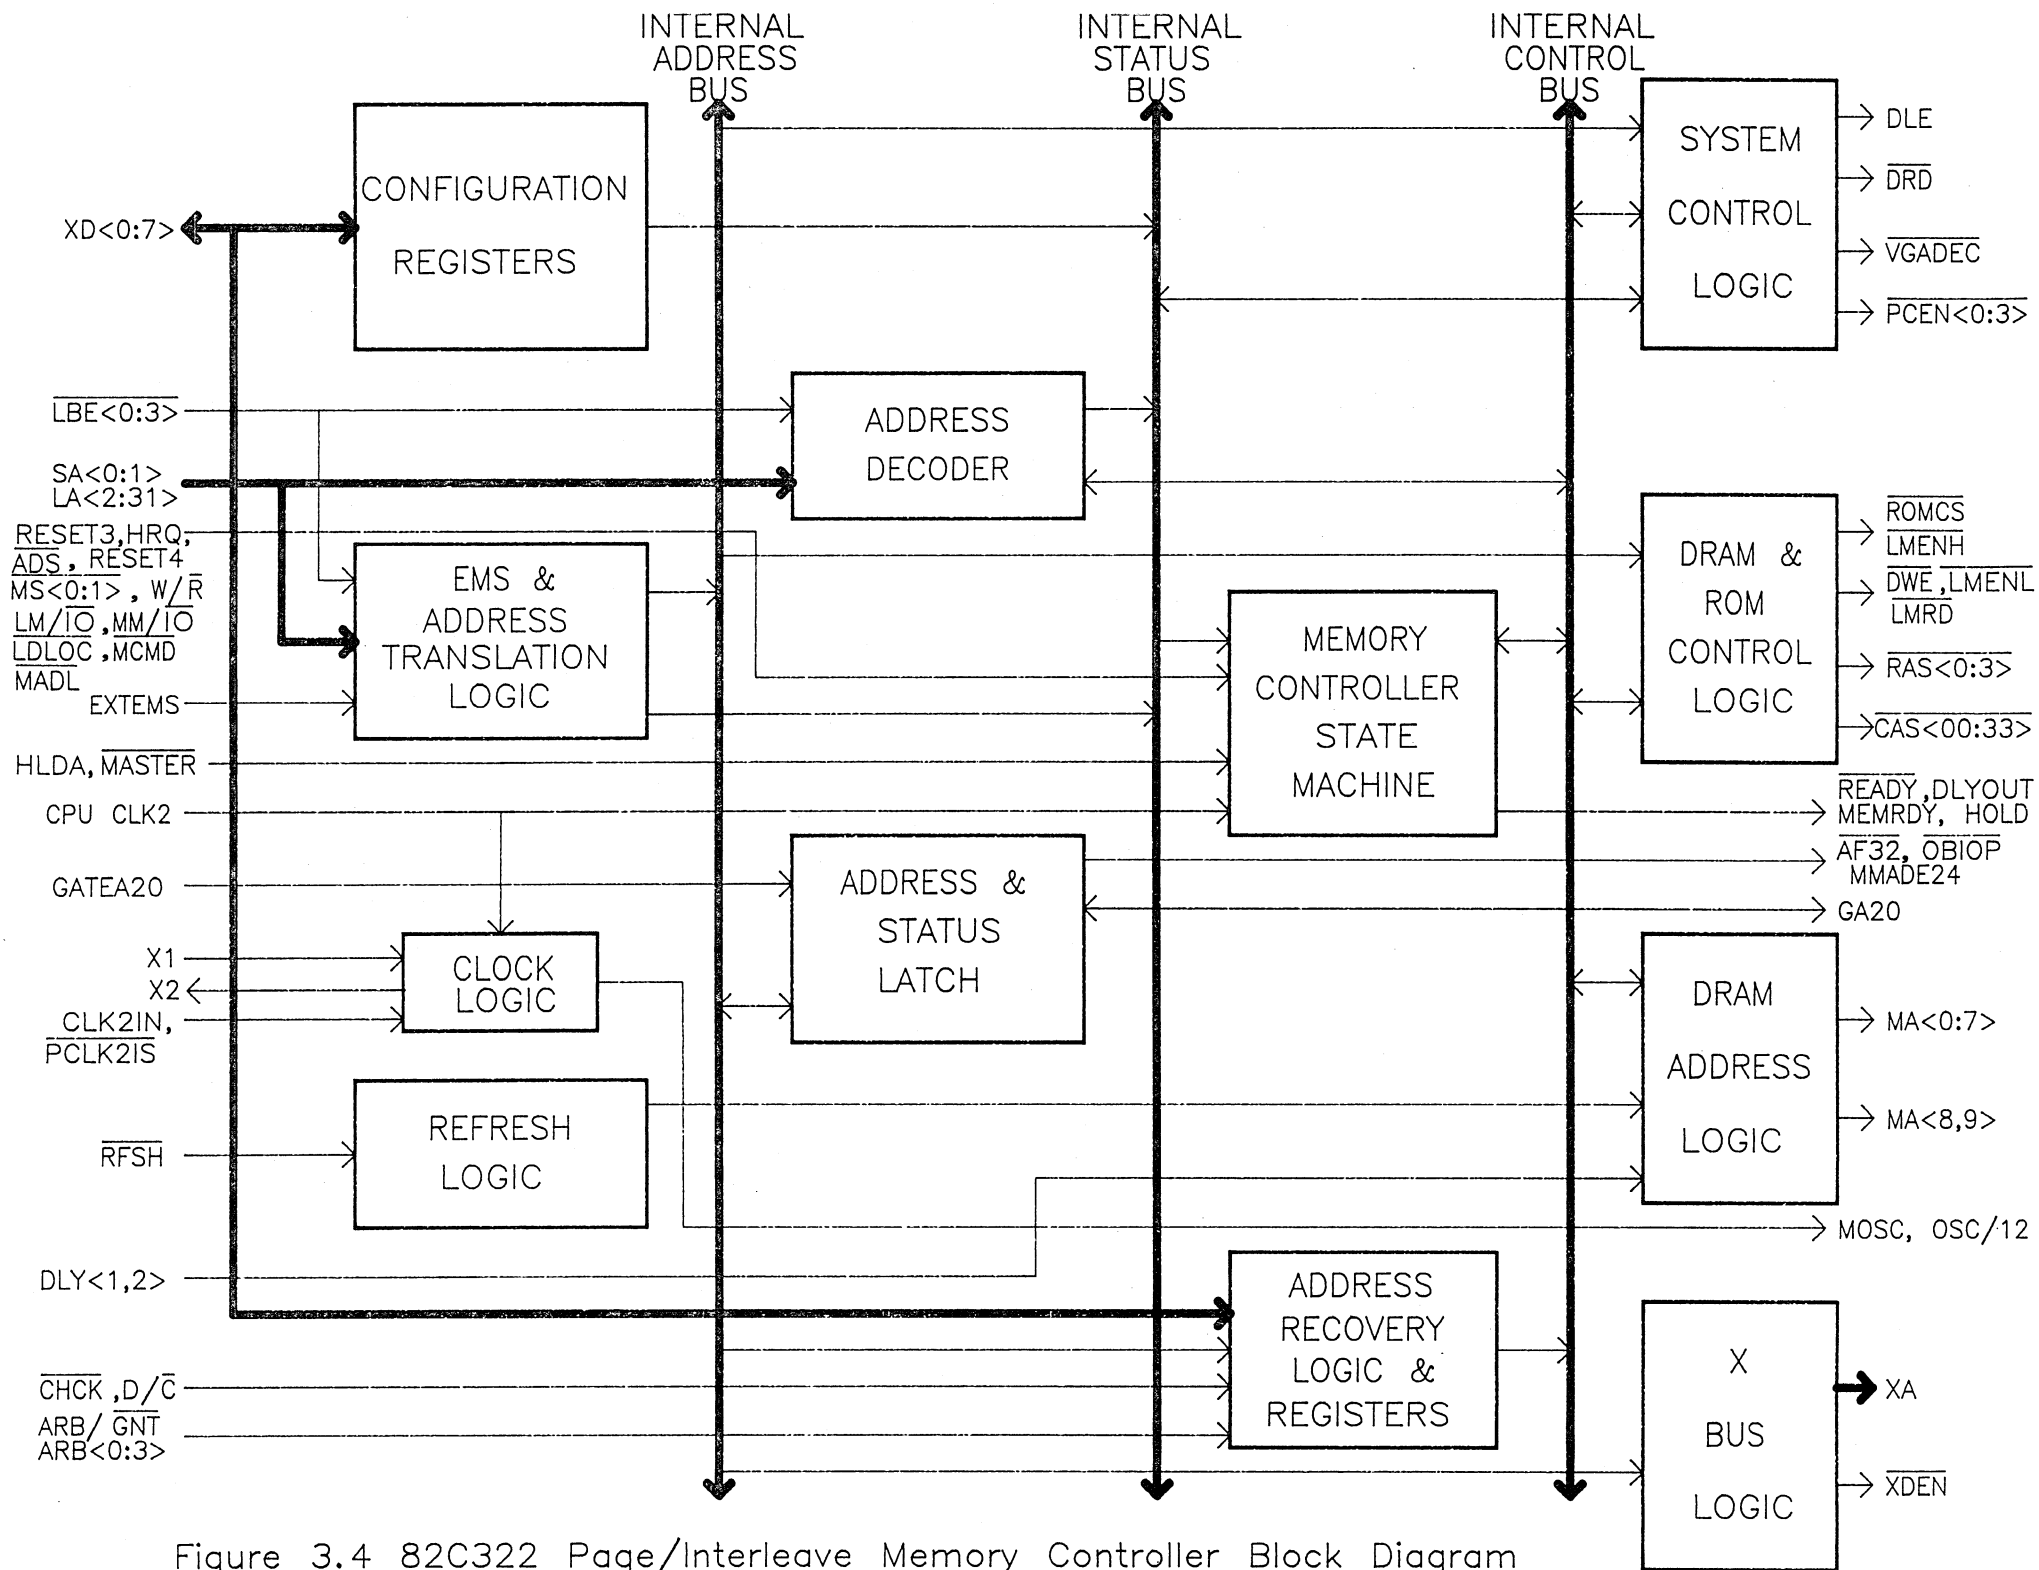 INTERNAL
ADDRESS
BUS
INTERNAL
STATUS
BUS
INTERNAL
CONTROL
BUS
CONFIGURATION
REGISTERS
SYSTEM
CONTROL
LOGIC
DLE
DRD
VGADEC
PCEN<0:3>
XD<0:7>
LBE<0:3>
SA<0:1>
LA<2:31>
ADDRESS
DECODER
RESET3,HRQ,
ADS, RESET4
MS<0:1>, W/R
LM/IO,MM/IO
LDLOC,MCMD
MADL
EXTEMS
EMS &
ADDRESS
TRANSLATION
LOGIC
MEMORY
CONTROLLER
STATE
MACHINE
DRAM &
ROM
CONTROL
LOGIC
ROMCS
LMENH
DWE,LMENL
LMRD
RAS<0:3>
CAS<00:33>
HLDA,MASTER
CPU CLK2
READY,DLYOUT
MEMRDY, HOLD
AF32, OBIOP
MMADE24
GA20
GATEA20
ADDRESS &
STATUS
LATCH
X1
X2
CLK2IN,
PCLK2IS
CLOCK
LOGIC
DRAM
ADDRESS
LOGIC
MA<0:7>
MA<8,9>
RFSH
REFRESH
LOGIC
MOSC, OSC/12
DLY<1,2>
ADDRESS
RECOVERY
LOGIC &
REGISTERS
CHCK,D/C
ARB/GNT
ARB<0:3>
X
BUS
LOGIC
XA
XDEN
Figure 3.4 82C322 Page/Interleave Memory Controller Block Diagram